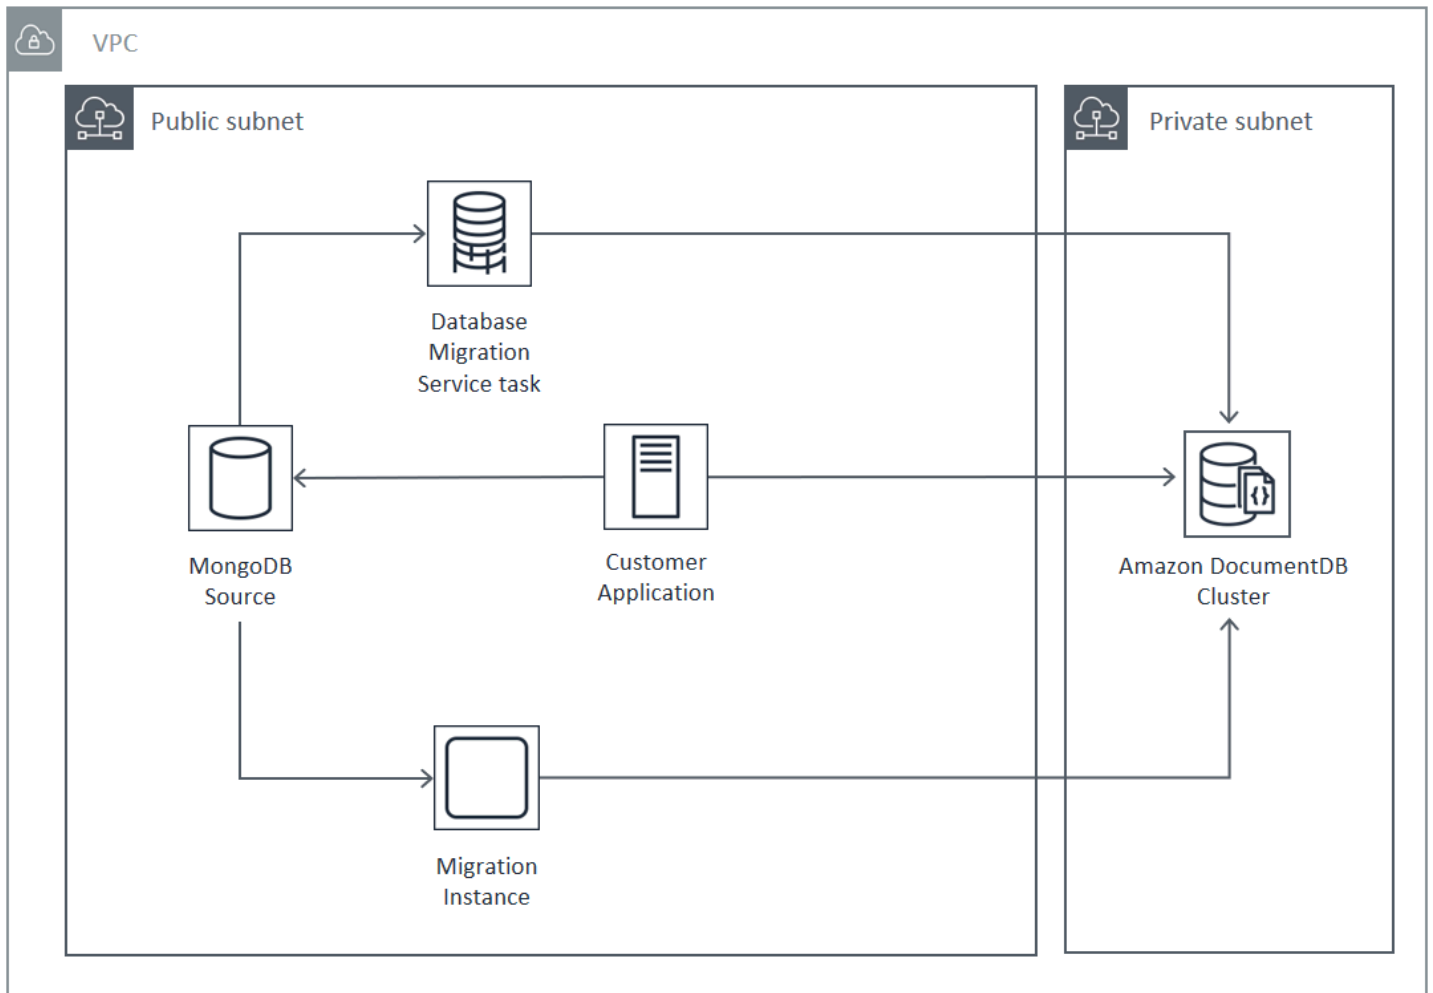 VPC
Public subnet
Private subnet
Database
Migration
Service task
MongoDB
Source
Customer
Application
Amazon DocumentDB
Cluster
Migration
Instance